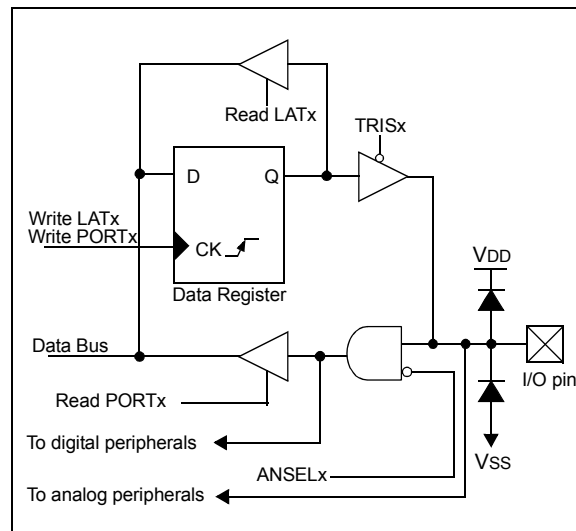 Read LATx
TRISx
D Q
Write LATx
Write PORTx
CK
Data Register
VDD
Data Bus
I/O pin
Read PORTx
To digital peripherals
VSS
ANSELx
To analog peripherals